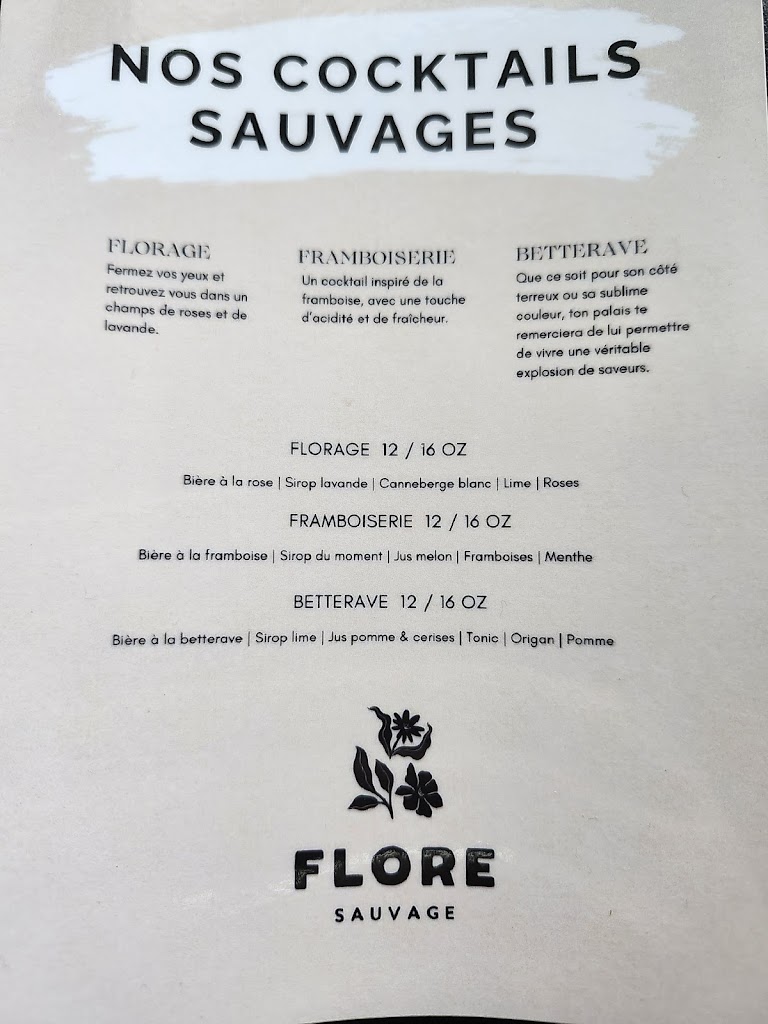 NOS COCKTAILS
SAUVAGES
FLORAGE
Fermez vos yeux et
retrouvez vous dans un
champs de roses et de
lavande.
FRAMBOISERIE
Un cocktail inspiré de la
framboise, avec une touche
d'acidité et de fraîcheur.
BETTERAVE
Que ce soit pour son côté
terreux ou sa sublime
couleur, ton palais te
remerciera de lui permettre
de vivre une véritable
explosion de saveurs.
FLORAGE 12 / 16 OZ
Bière à la rose | Sirop lavande | Canneberge blanc | Lime | Roses
FRAMBOISERIE 12 / 16 OZ
Bière à la framboise | Sirop du moment | Jus melon | Framboises | Menthe
BETTERAVE 12 / 16 OZ
Bière à la betterave | Sirop lime | Jus pomme & cerises | Tonic | Origan | Pomme
FLORE
SAUVAGE